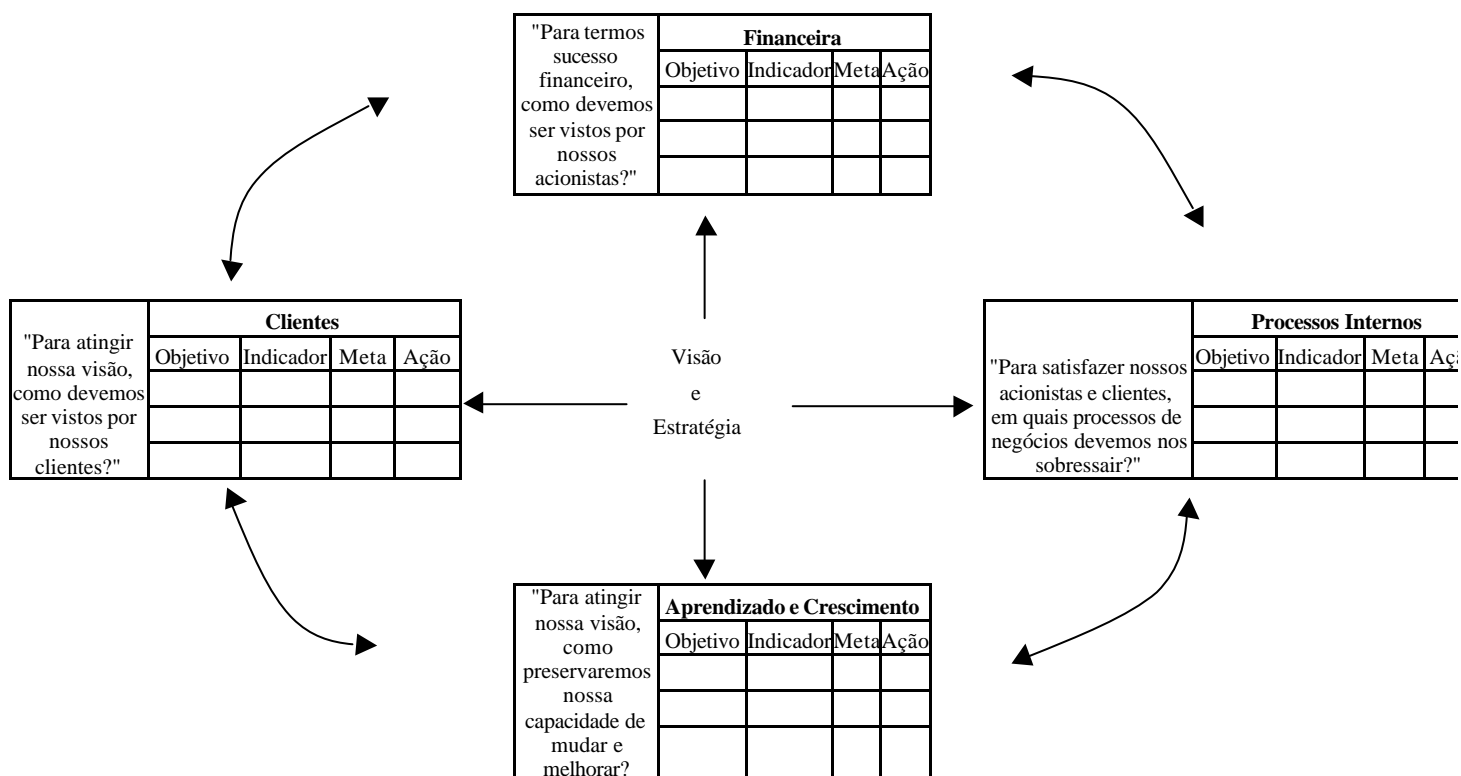 "Para termos
sucesso
financeiro,
como devemos
ser vistos por
nossos
acionistas?"
Financeira
Objetivo Indicador Meta Ação
"Para atingir
nossa visão,
como devemos
ser vistos por
nossos
clientes?"
Clientes
Objetivo Indicador Meta Ação
Visão
e
Estratégia
"Para satisfazer nossos
acionistas e clientes,
em quais processos de
negócios devemos nos
sobressair?"
Processos Internos
Objetivo Indicador Meta
"Para atingir
nossa visão,
como
preservaremos
nossa
capacidade de
mudar e
melhorar?
Aprendizado e Crescimento
Objetivo Indicador Meta Ação